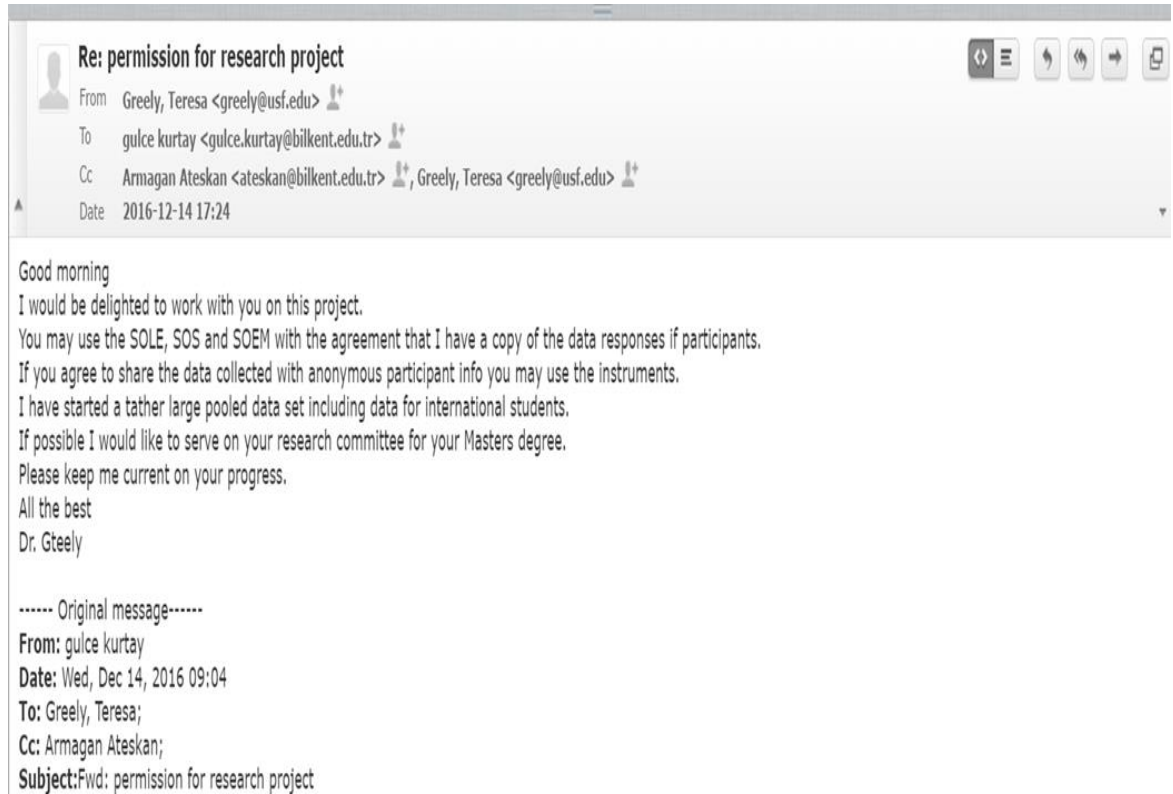 Re: permission for research project
From Greely, Teresa <greely@usf.edu>
To gulce kurtay <gulce.kurtay@bilkent.edu.tr>
Cc Armagan Ateskan <ateskan@bilkent.edu.tr> , Greely, Teresa <greely@usf.edu>
Date 2016-12-14 17:24
Good morning
I would be delighted to work with you on this project.
You may use the SOLE, SOS and SOEM with the agreement that I have a copy of the data responses if participants.
If you agree to share the data collected with anonymous participant info you may use the instruments.
I have started a tather large pooled data set including data for international students.
If possible I would like to serve on your research committee for your Masters degree.
Please keep me current on your progress.
All the best
Dr. Gteely
------ Original message------
From: gulce kurtay
Date: Wed, Dec 14, 2016 09:04
To: Greely, Teresa;
Cc: Armagan Ateskan;
Subject:Fwd: permission for research project